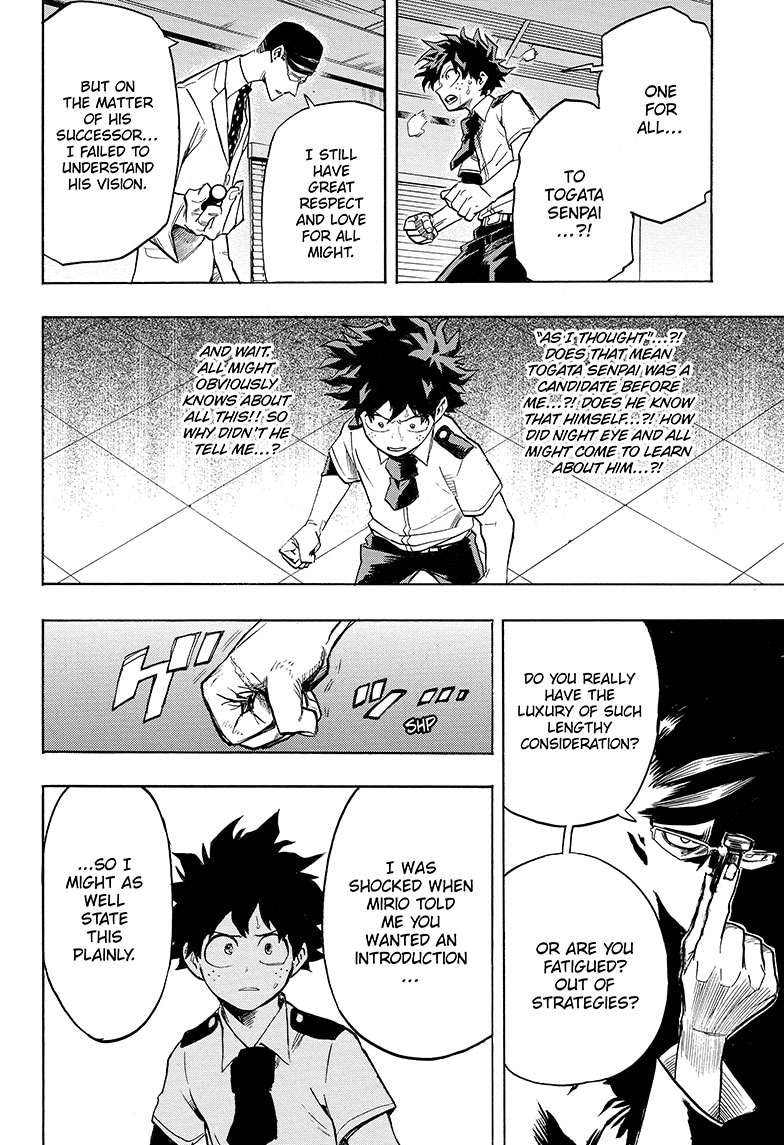 ONE
FOR
ALL...
TO
TOGATA
SENPAI
...?!
I STILL
HAVE
GREAT
RESPECT
AND LOVE
FOR ALL
MIGHT.
BUT ON
THE MATTER
OF HIS
SUCCESSOR...
I FAILED TO
UNDERSTAND
HIS VISION.
"AS I THOUGHT"...?!
DOES THAT MEAN
TOGATA SENPAI WAS A
CANDIDATE BEFORE
ME...?! DOES HE KNOW
THAT HIMSELF...?! HOW
DID NIGHT EYE AND ALL
MIGHT COME TO LEARN
ABOUT HIM...?!
AND WAIT.
ALL MIGHT
OBVIOUSLY
KNOWS ABOUT
ALL THIS!! SO
WHY DIDN'T HE
TELL ME...?
DO YOU REALLY
HAVE THE
LUXURY OF SUCH
LENGTHY
CONSIDERATION?
OR ARE YOU
FATIGUED?
OUT OF
STRATEGIES?
グッ...
SHP
I WAS
SHOCKED WHEN
MIRIO TOLD
ME YOU
WANTED AN
INTRODUCTION
...
...SO I
MIGHT AS
WELL
STATE
THIS
PLAINLY.